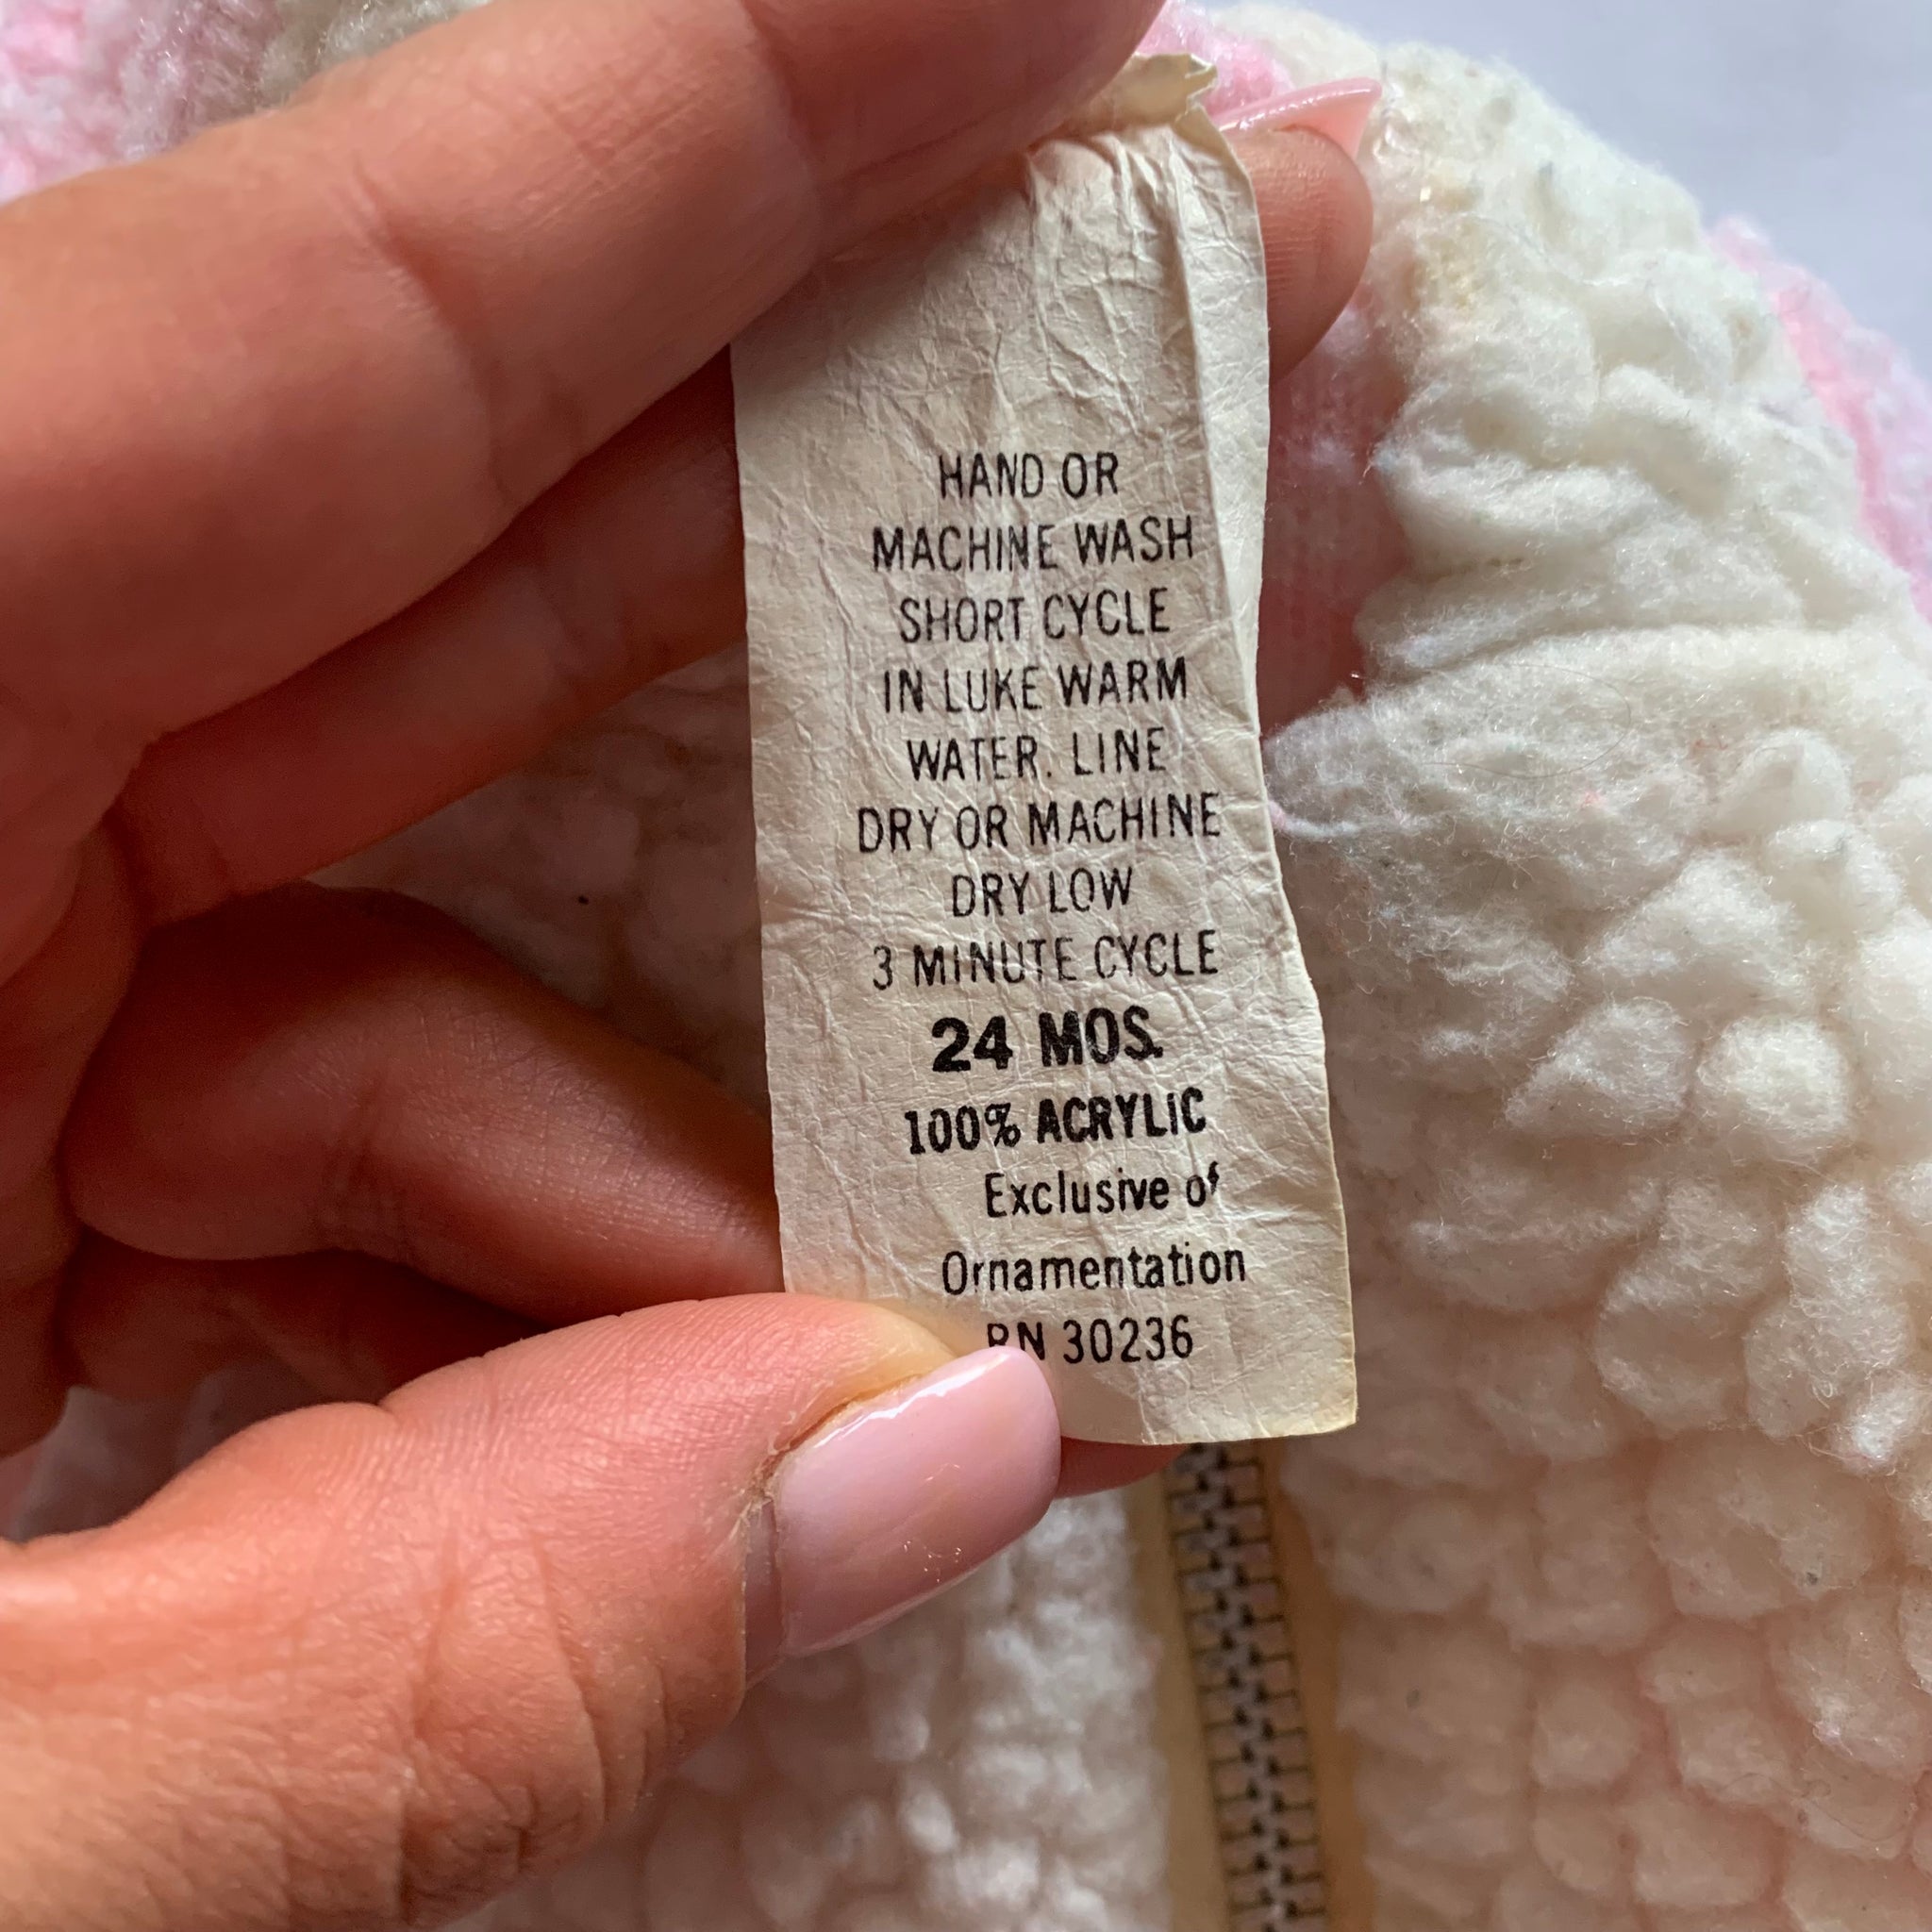 HAND OR
MACHINE WASH
SHORT CYCLE
IN LUKE WARM
WATER. LINE
DRY OR MACHINE
DRY LOW
3 MINUTE CYCLE
24 MOS.
100% ACRYLIC
Exclusive of
Ornamentation
RN 30236